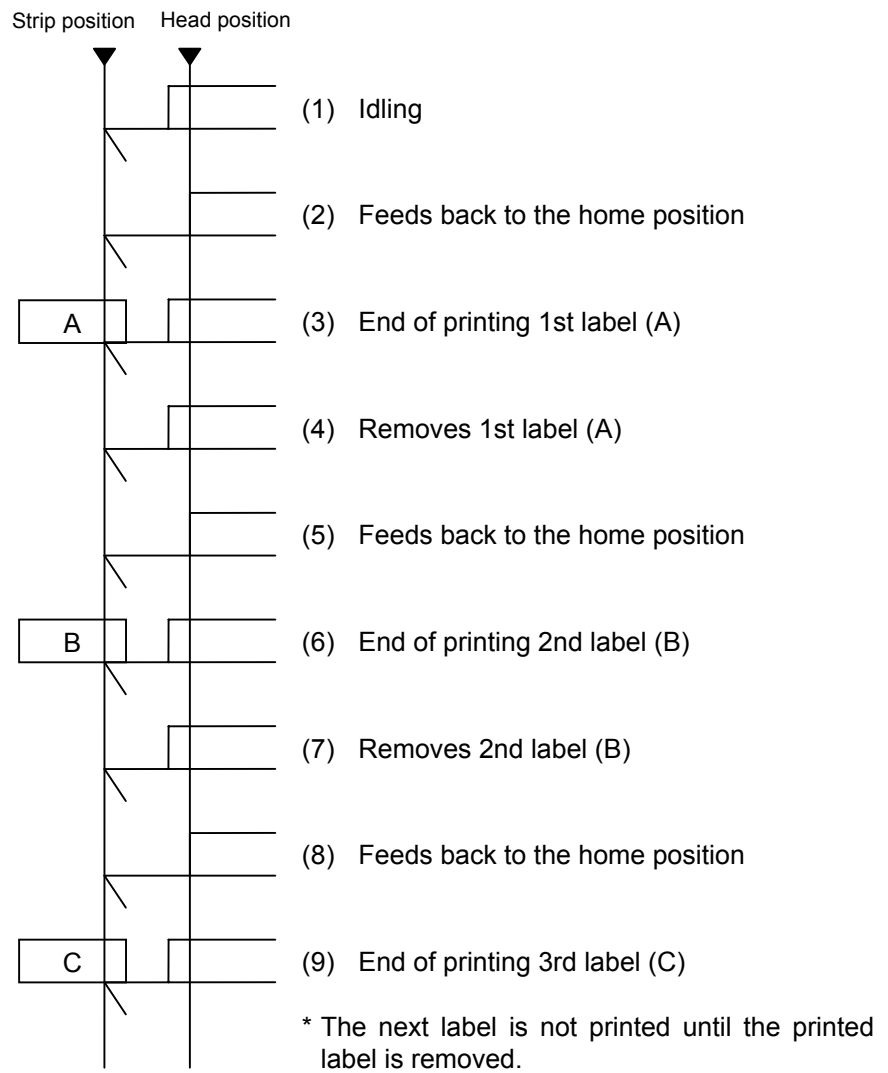 Strip position Head position
(1) Idling
(2) Feeds back to the home position
A (3) End of printing 1st label (A)
(4) Removes 1st label (A)
(5) Feeds back to the home position
B (6) End of printing 2nd label (B)
(7) Removes 2nd label (B)
(8) Feeds back to the home position
C (9) End of printing 3rd label (C)
* The next label is not printed until the printed
label is removed.